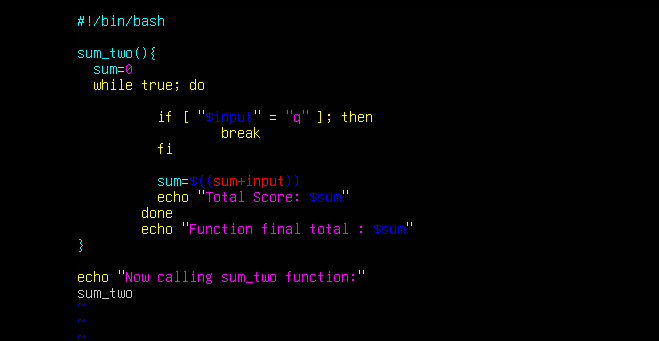 #!/bin/bash
sum_two(){
sum=0
while true; do
if [ "$input" = "q" ]; then
break
fi
sum=$((sum+input))
echo "Total Score: $sum"
done
echo "Function final total : $sum"
}
echo "Now calling sum_two function:"
sum_two
~
~
~